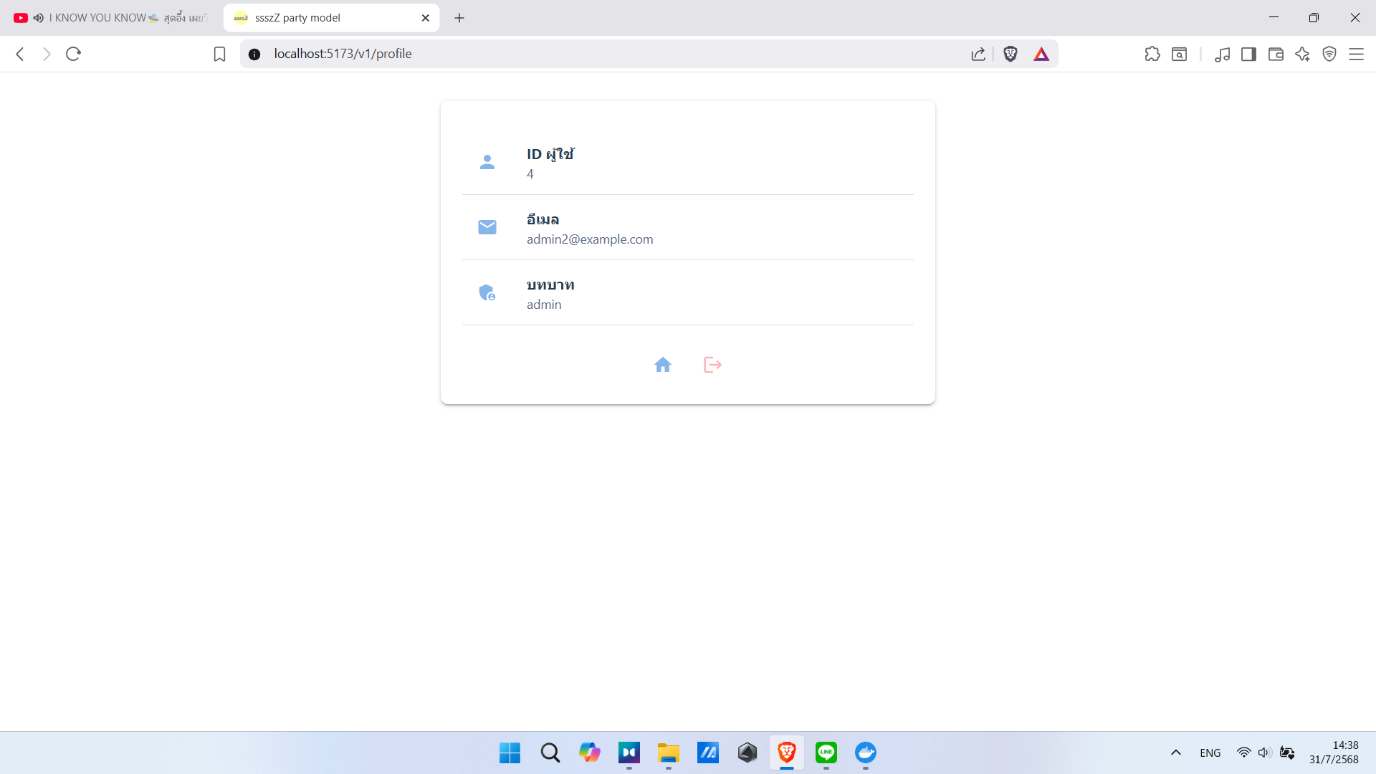 I KNOW YOU KNOW
ssszZ party model
localhost:5173/v1/profile
ID ผู้ใช้
4
อีเมล
admin2@example.com
บทบาท
admin
LINE
ENG
14:38
31/7/2568